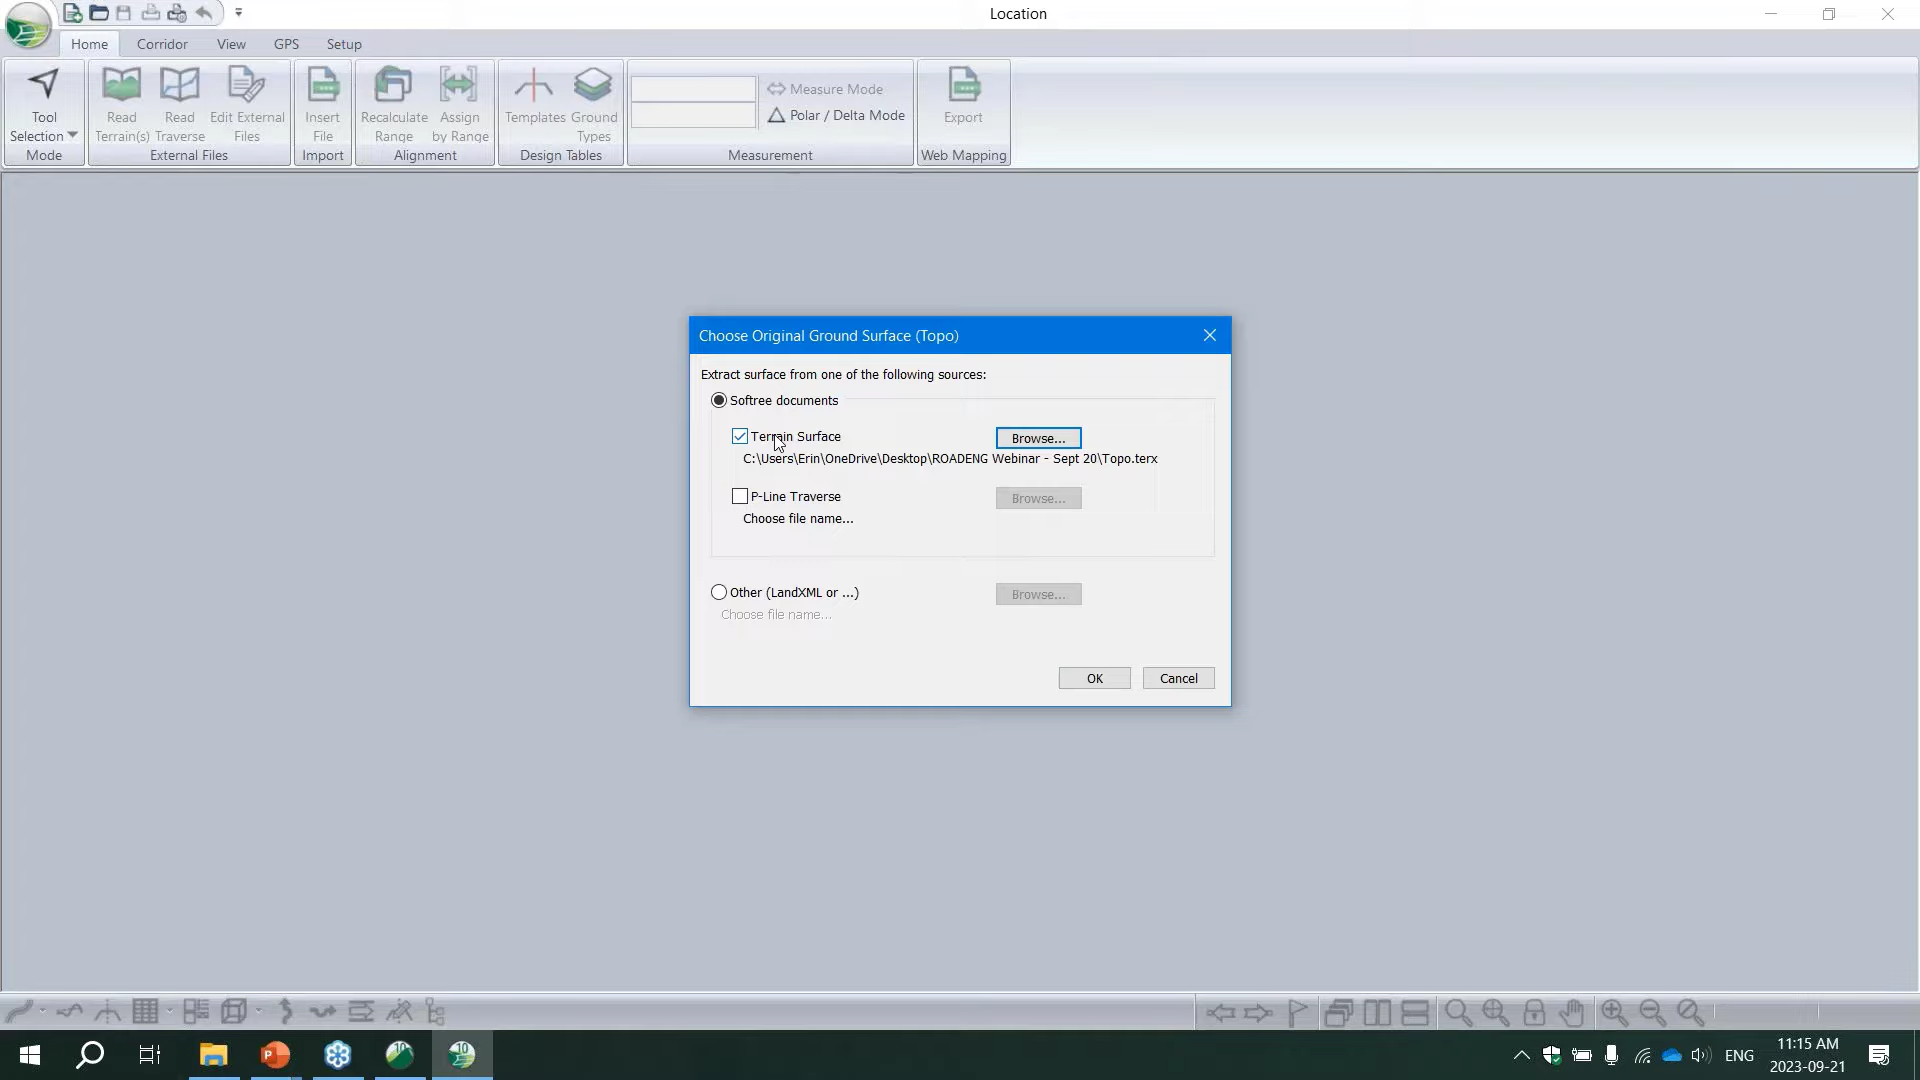 Location
Home Corridor View GPS Setup
Tool Selection
Mode
Read Terrain(s)
Read Traverse
Edit External Files
External Files
Insert File
Import
Recalculate Range
Assign by Range
Alignment
Templates
Ground Types
Design Tables
Measure Mode
Polar / Delta Mode
Measurement
Export
Web Mapping
Choose Original Ground Surface (Topo)
Extract surface from one of the following sources:
Softree documents
Terrain Surface Browse...
C:\Users\Erin\OneDrive\Desktop\ROADENG Webinar - Sept 20\Topo.terx
P-Line Traverse Browse...
Choose file name...
Other (LandXML or ...) Browse...
Choose file name...
OK Cancel
P 10 10
ENG
11:15 AM
2023-09-21